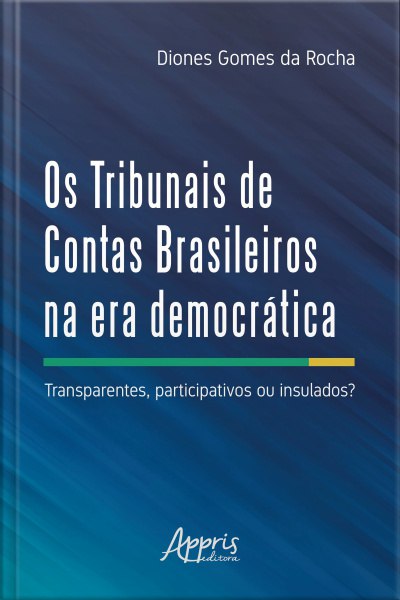 Diones Gomes da Rocha
Os Tribunais de
Contas Brasileiros
na era democrática
Transparentes, participativos ou insulados?
Appris
editora